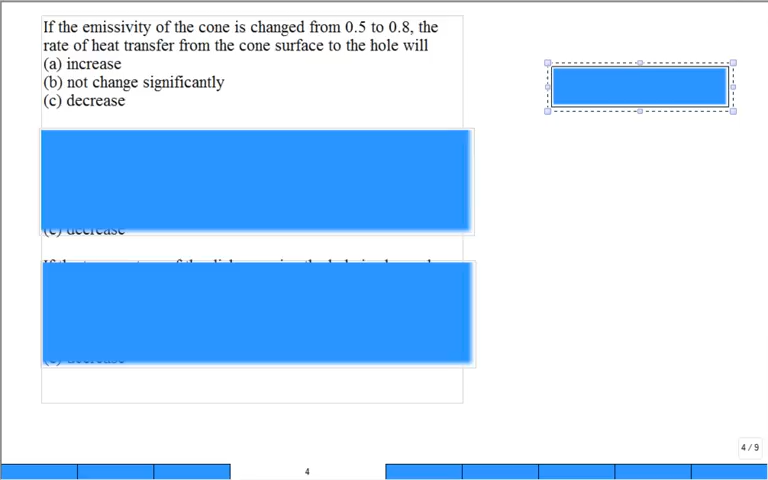 If the emissivity of the cone is changed from 0.5 to 0.8, the
rate of heat transfer from the cone surface to the hole will
(a) increase
(b) not change significantly
(c) decrease
(c) decrease
4 / 9
4